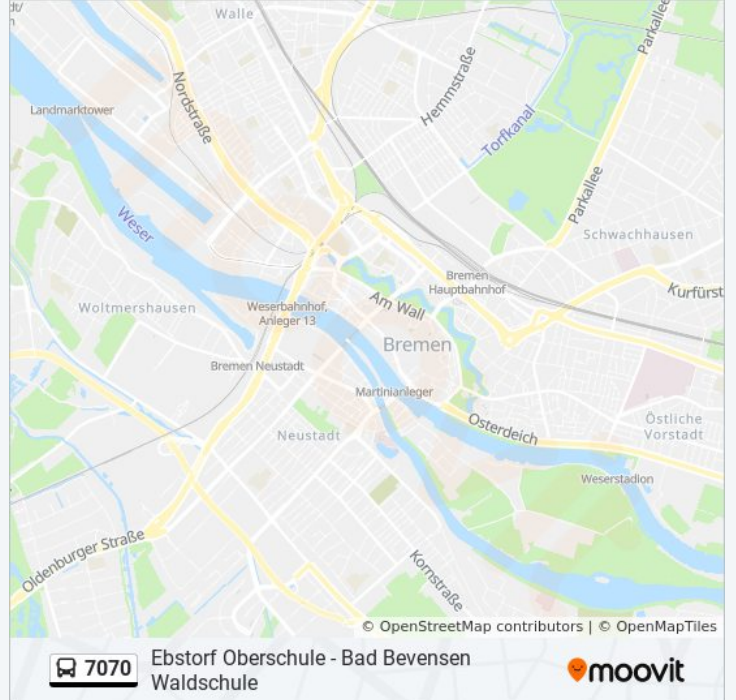 dt/
Walle
Parkallee
Hemmstraße
Nordstraße
Landmarktower
Torfkanal
Parkallee
Weser
Schwachhausen
Bremen
Hauptbahnhof
Kurfürst
Woltmershausen
Weserbahnhof,
Anleger 13
Am Wall
Bremen
Bremen Neustadt
Martinianleger
Osterdeich
Östliche
Vorstadt
Neustadt
Weserstadion
Oldenburger Straße
Kornstraße
© OpenStreetMap contributors | © OpenMapTiles
7070
Ebstorf Oberschule - Bad Bevensen
Waldschule
moovit